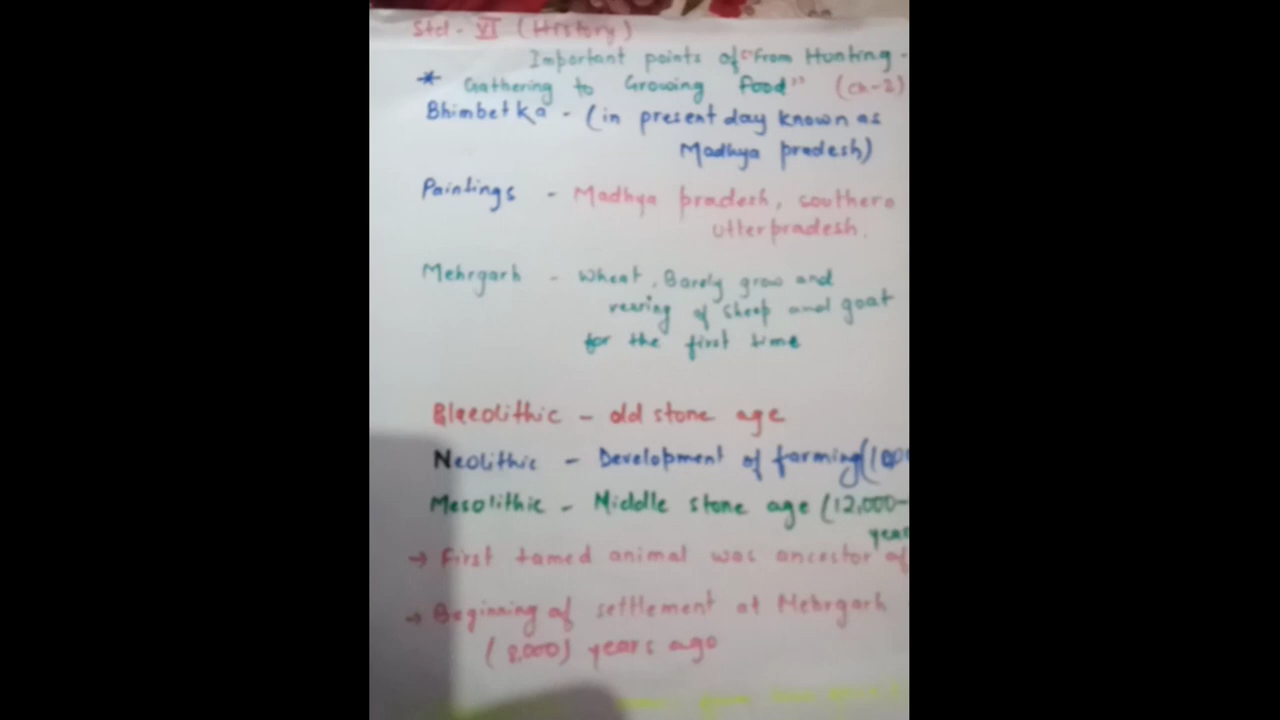 Std - VI (History)
Important points of "From Hunting -
* Gathering to Growing Food" (Ch-2)
Bhimbetka - (in present day known as
Madhya pradesh)
Paintings - Madhya pradesh, southern
utterpradesh.
Mehrgarh - Wheat, Barely grow and
rearing of sheep and goat
for the first time
Plaeolithic - old stone age
Neolithic - Development of farming (100
Mesolithic - Middle stone age (12,000-
year
→ First tamed animal was ancestor of
→ Beginning of settlement at Mehrgarh
(8,000) years ago